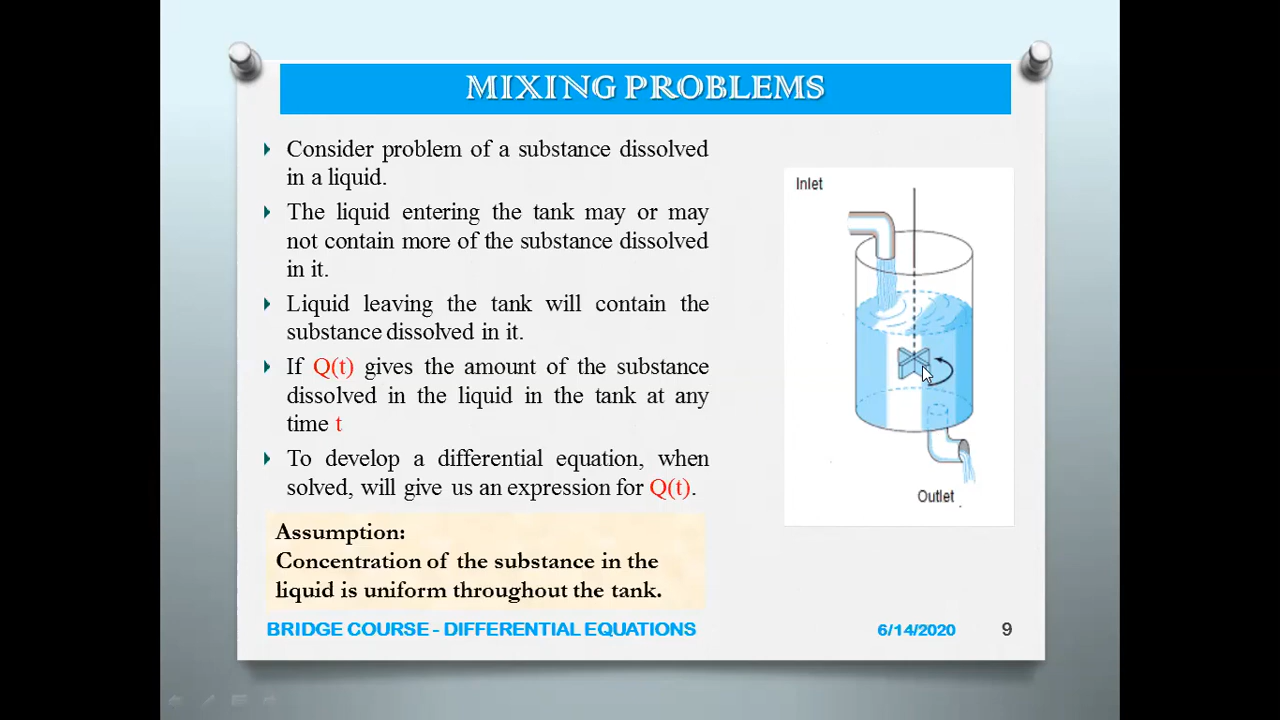 MIXING PROBLEMS
Consider problem of a substance dissolved
in a liquid.
The liquid entering the tank may or may
not contain more of the substance dissolved
in it.
Liquid leaving the tank will contain the
substance dissolved in it.
If Q(t) gives the amount of the substance
dissolved in the liquid in the tank at any
time t
To develop a differential equation, when
solved, will give us an expression for Q(t).
Assumption:
Concentration of the substance in the
liquid is uniform throughout the tank.
Inlet
Outlet
BRIDGE COURSE - DIFFERENTIAL EQUATIONS
6/14/2020
9